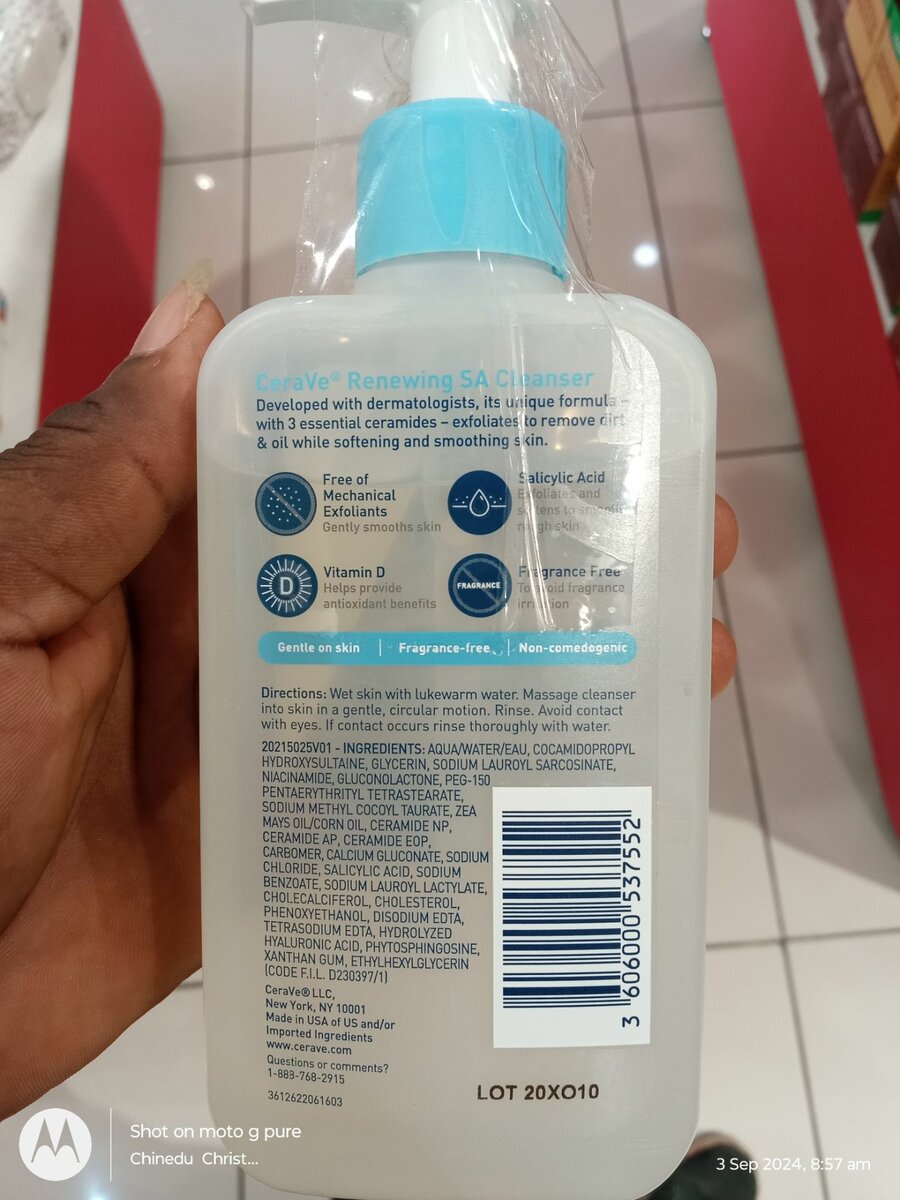 CeraVe® Renewing SA Cleanser
Developed with dermatologists, its unique formula –
with 3 essential ceramides – exfoliates to remove dirt
& oil while softening and smoothing skin.
Free of
Mechanical
Exfoliants
Gently smooths skin
Salicylic Acid
Exfoliates and
softens to smooth
rough skin
D
Vitamin D
Helps provide
antioxidant benefits
FRAGRANCE
Fragrance Free
To avoid fragrance
irritation
Gentle on skin | Fragrance-free | Non-comedogenic
Directions: Wet skin with lukewarm water. Massage cleanser
into skin in a gentle, circular motion. Rinse. Avoid contact
with eyes. If contact occurs rinse thoroughly with water.
20215025V01 - INGREDIENTS: AQUA/WATER/EAU, COCAMIDOPROPYL
HYDROXYSULTAINE, GLYCERIN, SODIUM LAUROYL SARCOSINATE,
NIACINAMIDE, GLUCONOLACTONE, PEG-150
PENTAERYTHRITYL TETRASTEARATE,
SODIUM METHYL COCOYL TAURATE, ZEA
MAYS OIL/CORN OIL, CERAMIDE NP,
CERAMIDE AP, CERAMIDE EOP,
CARBOMER, CALCIUM GLUCONATE, SODIUM
CHLORIDE, SALICYLIC ACID, SODIUM
BENZOATE, SODIUM LAUROYL LACTYLATE,
CHOLECALCIFEROL, CHOLESTEROL,
PHENOXYETHANOL, DISODIUM EDTA,
TETRASODIUM EDTA, HYDROLYZED
HYALURONIC ACID, PHYTOSPHINGOSINE,
XANTHAN GUM, ETHYLHEXYLGLYCERIN
(CODE F.I.L. D230397/1)
CeraVe® LLC,
New York, NY 10001
Made in USA of US and/or
Imported Ingredients
www.cerave.com
Questions or comments?
1-888-768-2915
3612622061603
3 606000 537552
LOT 20XO10
Shot on moto g pure
Chinedu Christ...
3 Sep 2024, 8:57 am